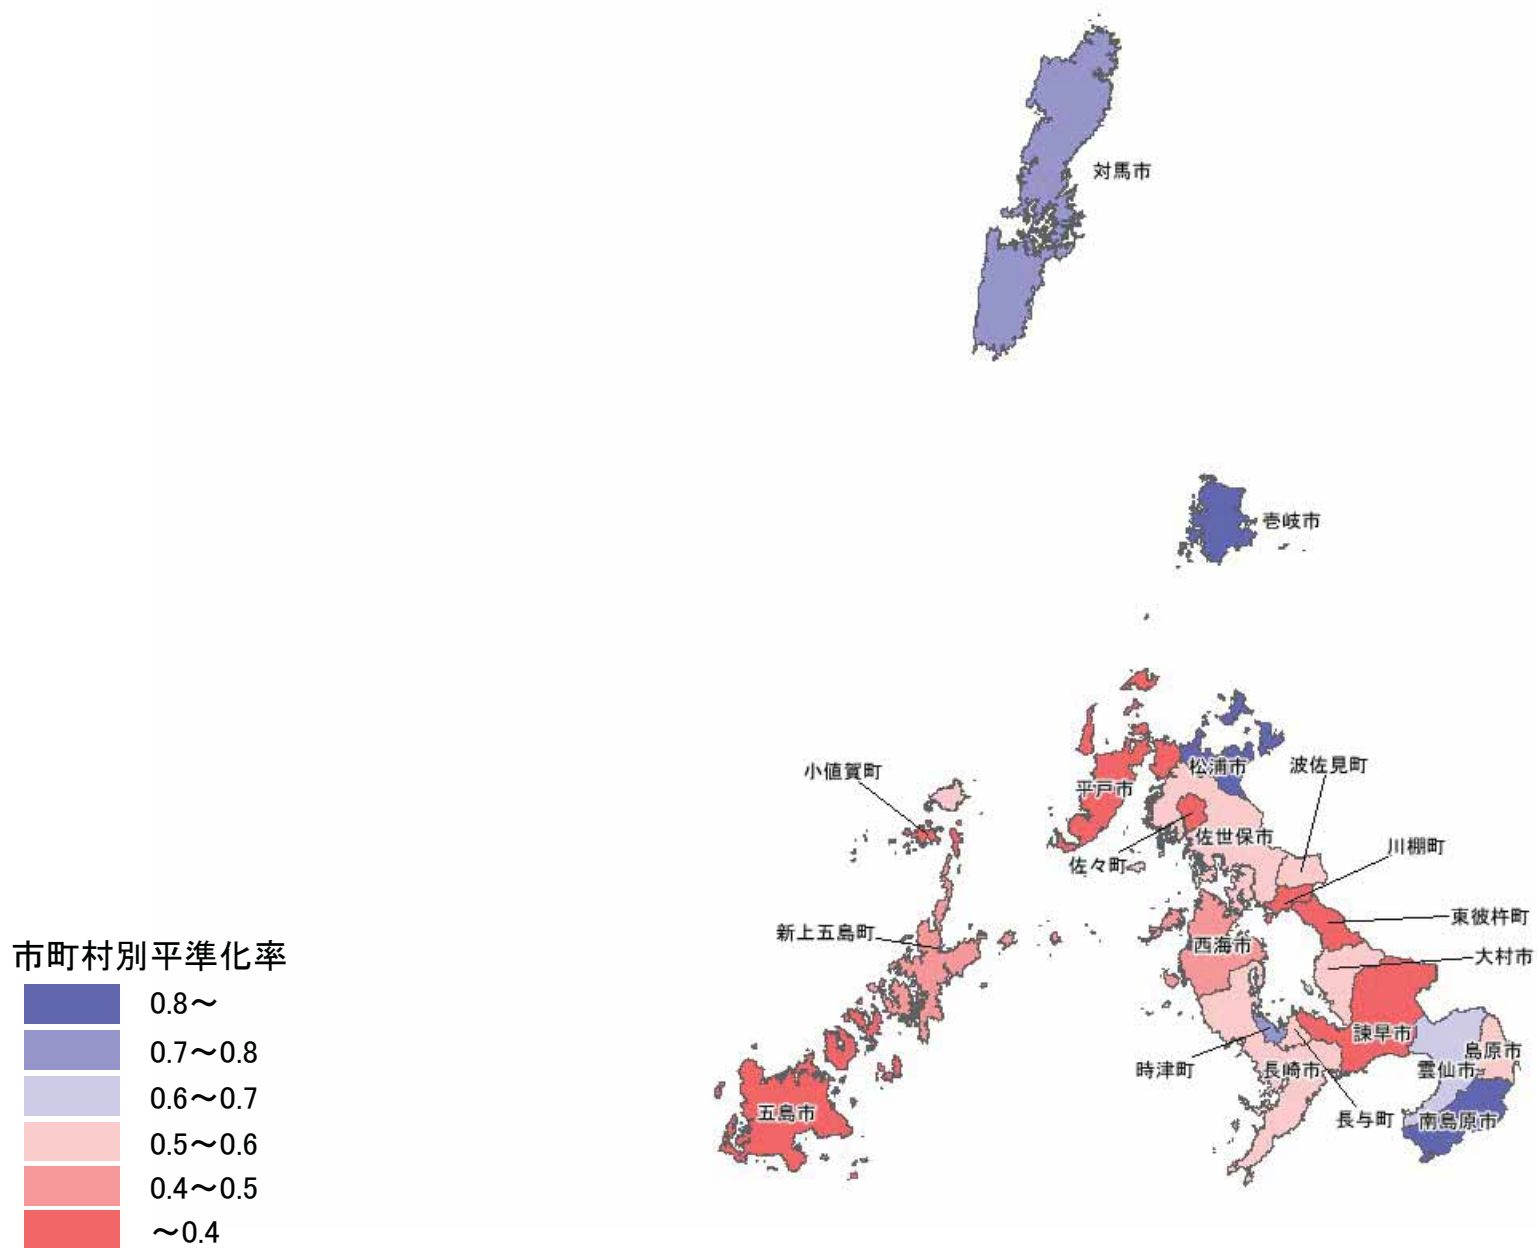 対馬市
壱岐市
小値賀町
平戸市
松浦市
波佐見町
佐々町
佐世保市
川棚町
東彼杵町
新上五島町
西海市
大村市
諫早市
島原市
雲仙市
時津町
長崎市
長与町
南島原市
五島市
市町村別平準化率
0.8～
0.7～0.8
0.6～0.7
0.5～0.6
0.4～0.5
～0.4